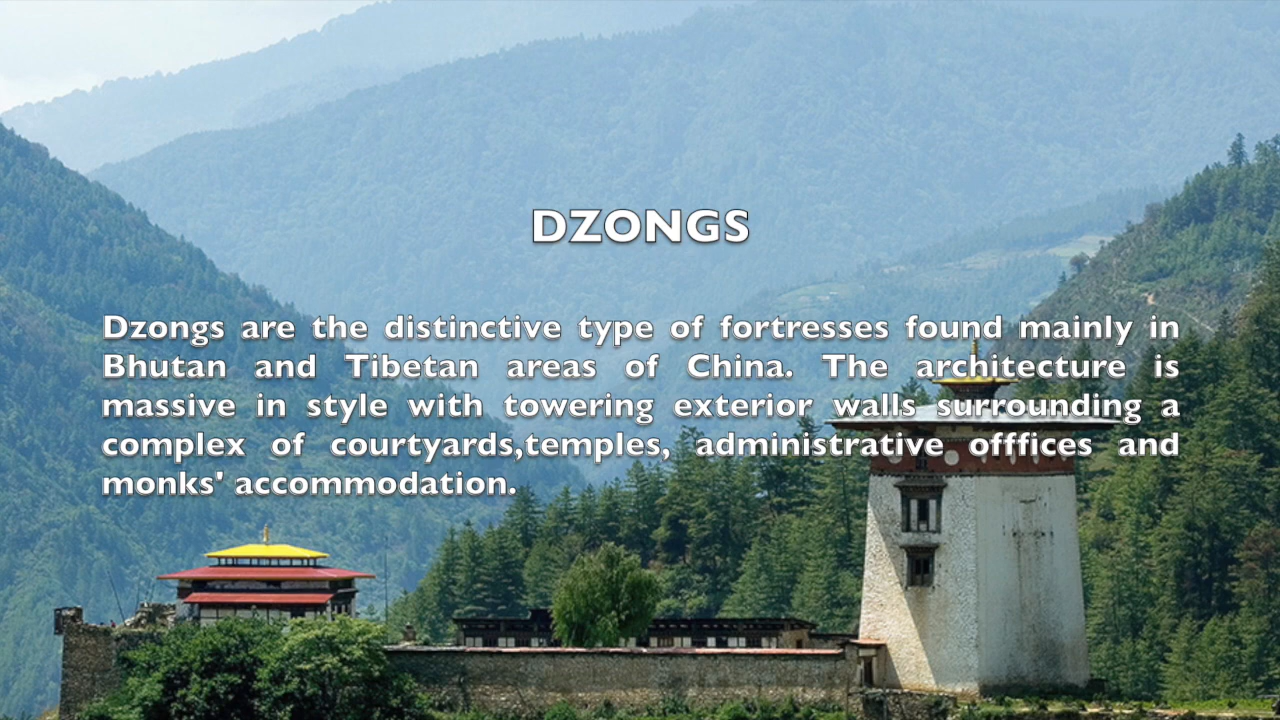 DZONGS
Dzongs are the distinctive type of fortresses found mainly in
Bhutan and Tibetan areas of China. The architecture is
massive in style with towering exterior walls surrounding a
complex of courtyards,temples, administrative offfices and
monks' accommodation.